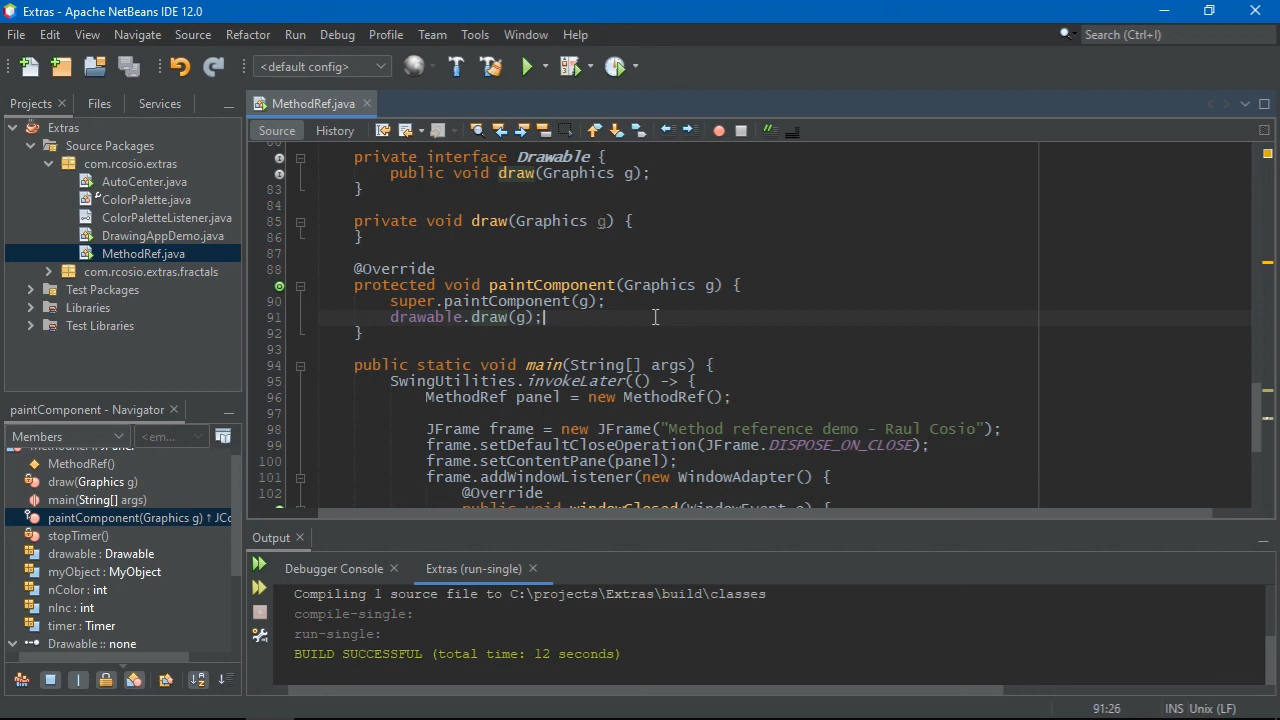 Extras - Apache NetBeans IDE 12.0
File Edit View Navigate Source Refactor Run Debug Profile Team Tools Window Help
Search (Ctrl+I)
<default config>
Projects Files Services
MethodRef.java
Source History
Extras
Source Packages
com.rcosio.extras
AutoCenter.java
ColorPalette.java
ColorPaletteListener.java
DrawingAppDemo.java
MethodRef.java
com.rcosio.extras.fractals
Test Packages
Libraries
Test Libraries
private interface Drawable {
public void draw(Graphics g);
83 }
84
85 private void draw(Graphics g) {
86 }
87
88 @Override
protected void paintComponent(Graphics g) {
90 super.paintComponent(g);
91 drawable.draw(g);
92 }
93
94 public static void main(String[] args) {
95 SwingUtilities.invokeLater(() -> {
96 MethodRef panel = new MethodRef();
97
98 JFrame frame = new JFrame("Method reference demo - Raul Cosio");
99 frame.setDefaultCloseOperation(JFrame.DISPOSE_ON_CLOSE);
100 frame.setContentPane(panel);
101 frame.addWindowListener(new WindowAdapter() {
102 @Override
public void windowClosed(WindowEvent e) {
paintComponent - Navigator
Members
<em...
MethodRef()
draw(Graphics g)
main(String[] args)
paintComponent(Graphics g) ↑ JCo
stopTimer()
drawable : Drawable
myObject : MyObject
nColor : int
nInc : int
timer : Timer
Drawable :: none
Output
Debugger Console Extras (run-single)
Compiling 1 source file to C:\projects\Extras\build\classes
compile-single:
run-single:
BUILD SUCCESSFUL (total time: 12 seconds)
91:26 INS Unix (LF)